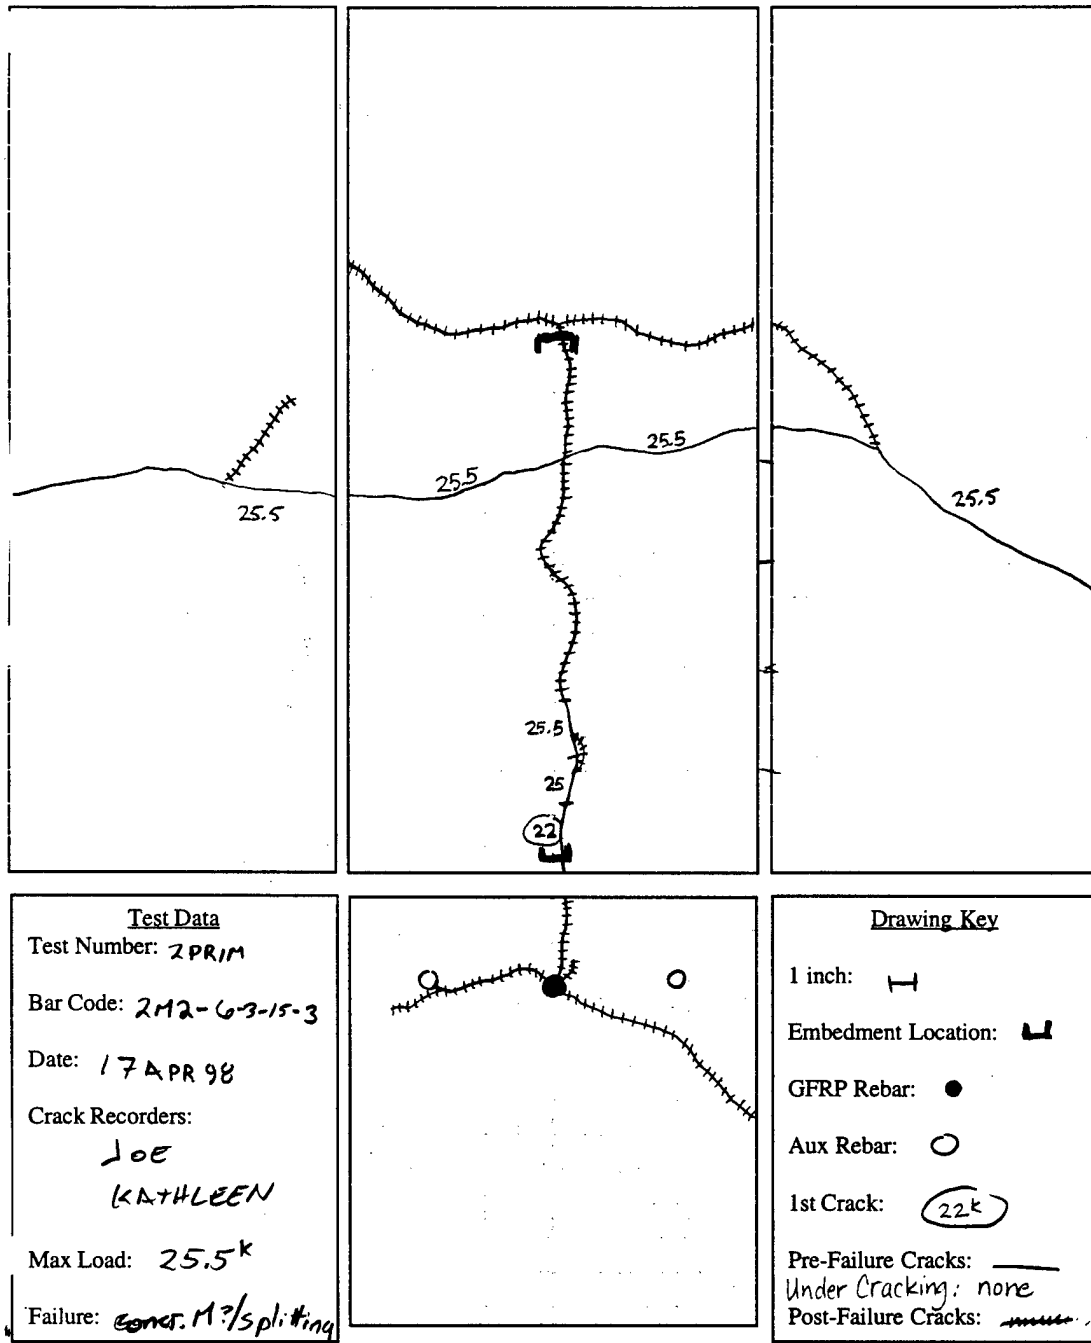 25.5
25.5
25.5
25.5
25.5
25
22
Test Data
Test Number: 2PRIM
Bar Code: 2M2-6-3-15-3
Date: 17 APR 98
Crack Recorders:
JOE
KATHLEEN
Max Load: 25.5k
Failure: M?/splitting
Drawing Key
1 inch:
Embedment Location:
GFRP Rebar:
Aux Rebar:
1st Crack: 22k
Pre-Failure Cracks:
Under Cracking: none
Post-Failure Cracks: